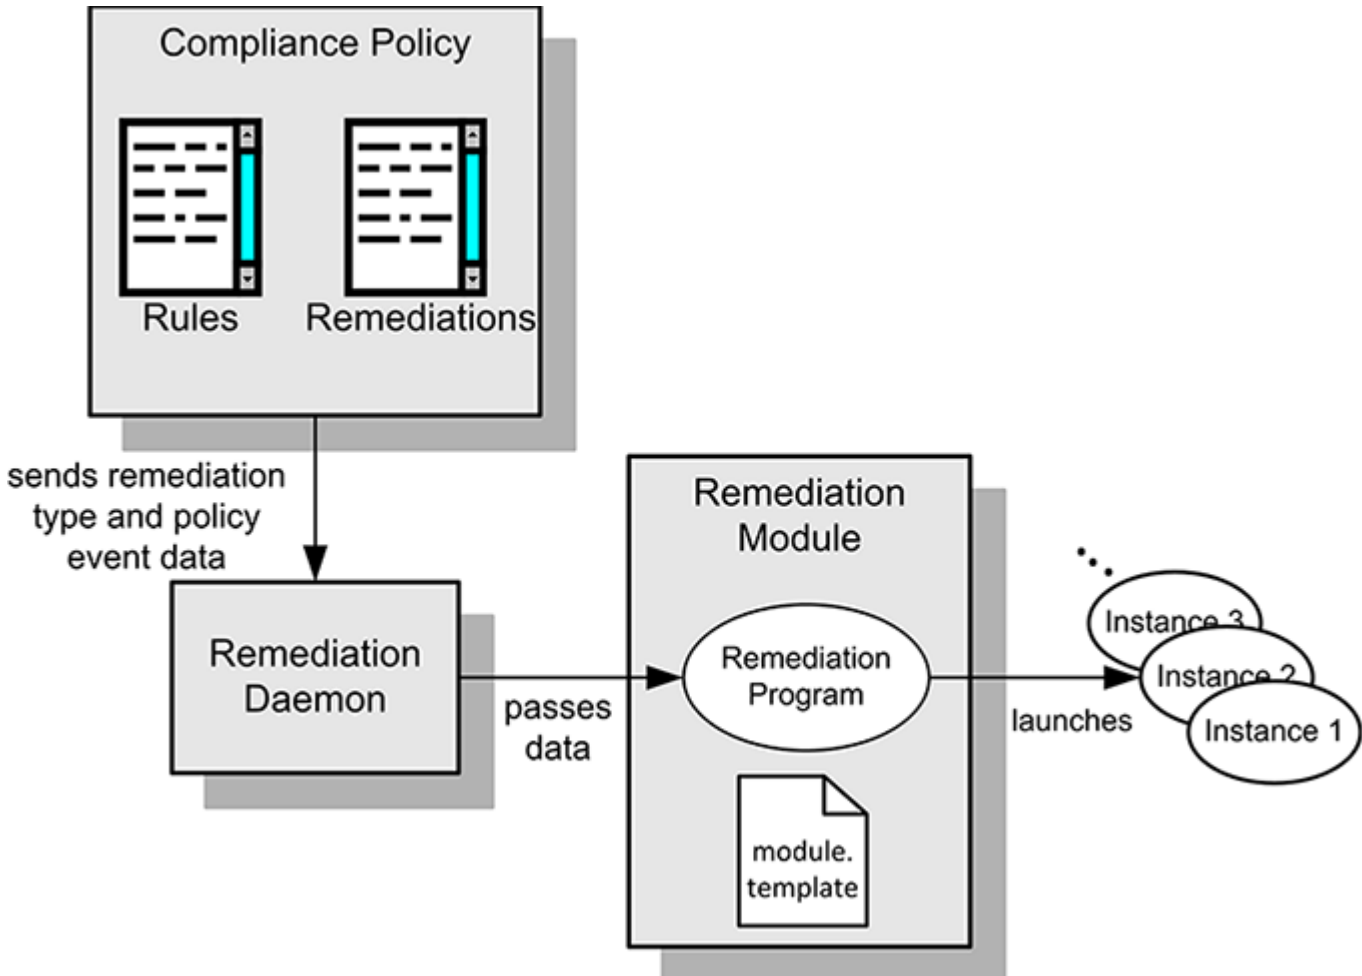 Compliance Policy
Rules
Remediations
sends remediation
type and policy
event data
Remediation
Daemon
passes
data
Remediation
Module
Remediation
Program
module.
template
launches
Instance 3
Instance 2
Instance 1